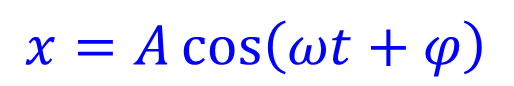 x = A cos(ωt + φ)